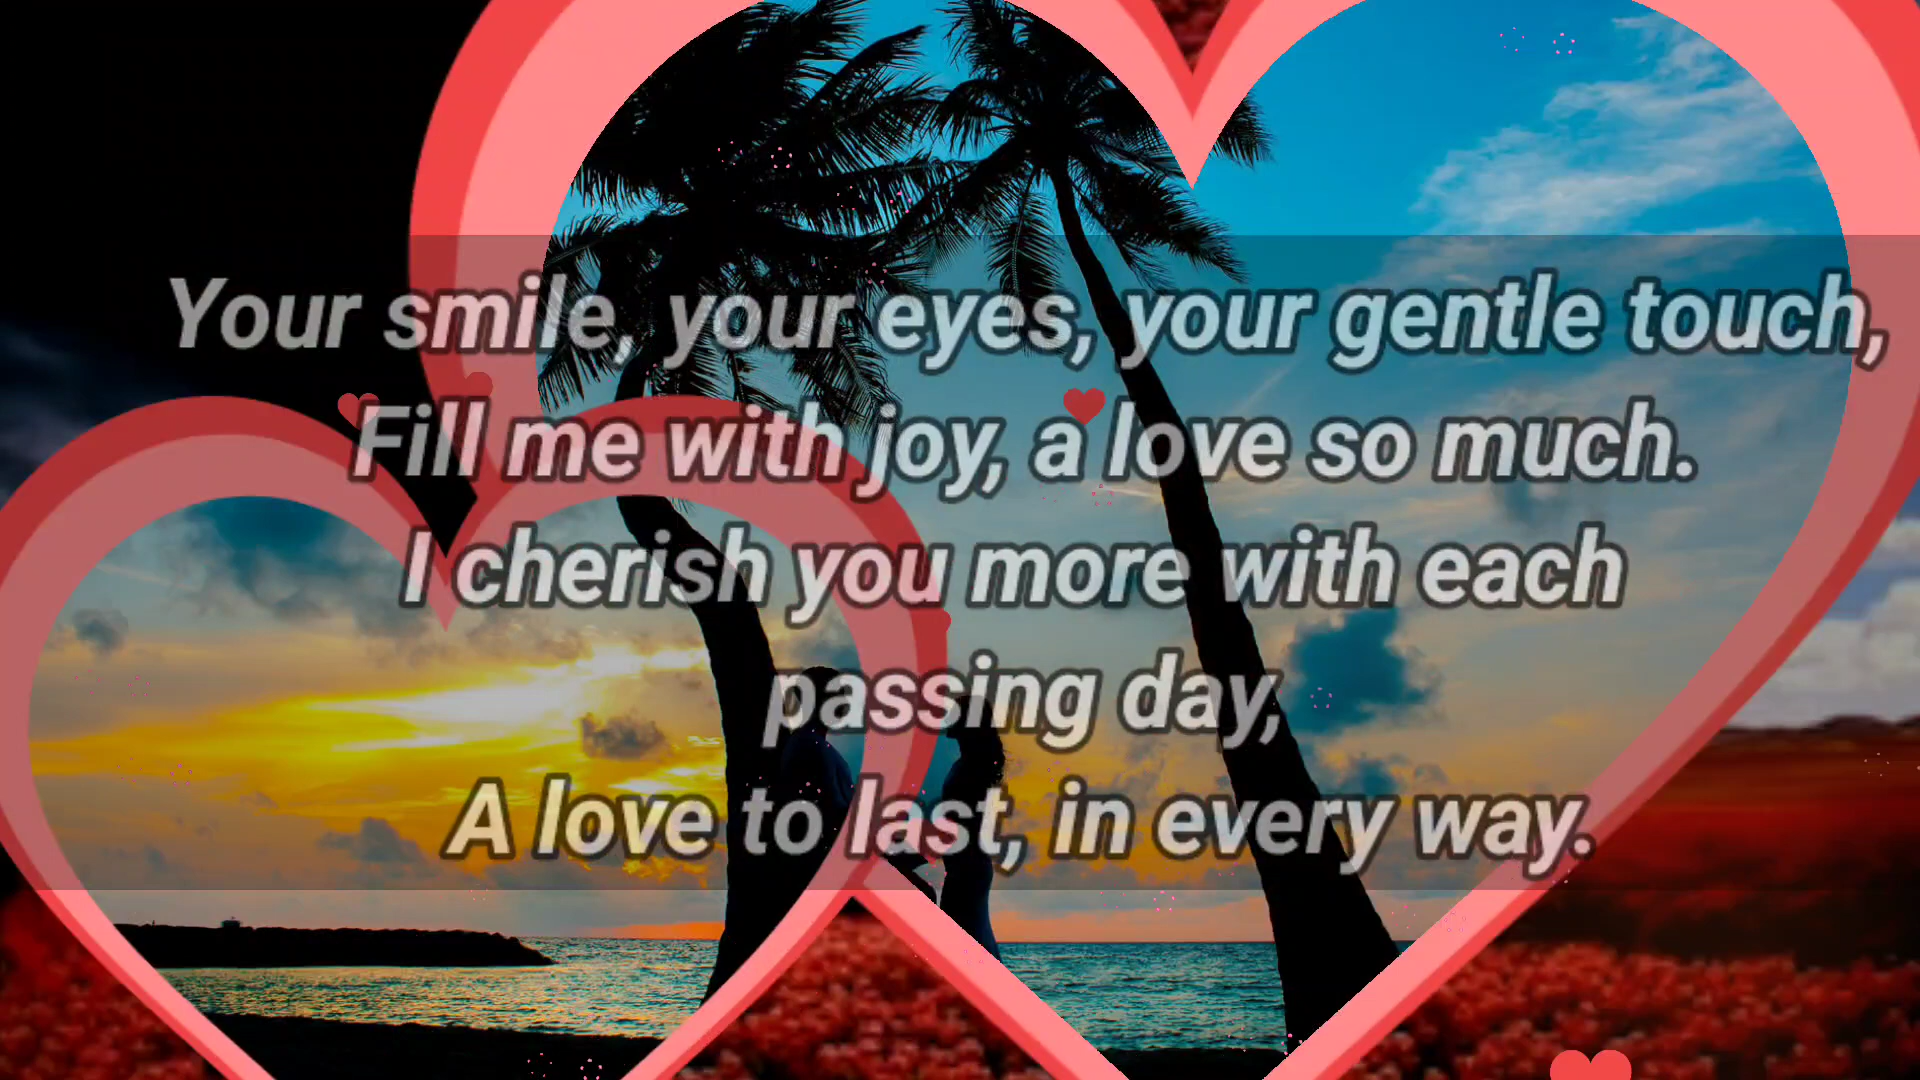 Your smile, your eyes, your gentle touch,
Fill me with joy, a love so much.
I cherish you more with each
passing day,
A love to last, in every way.